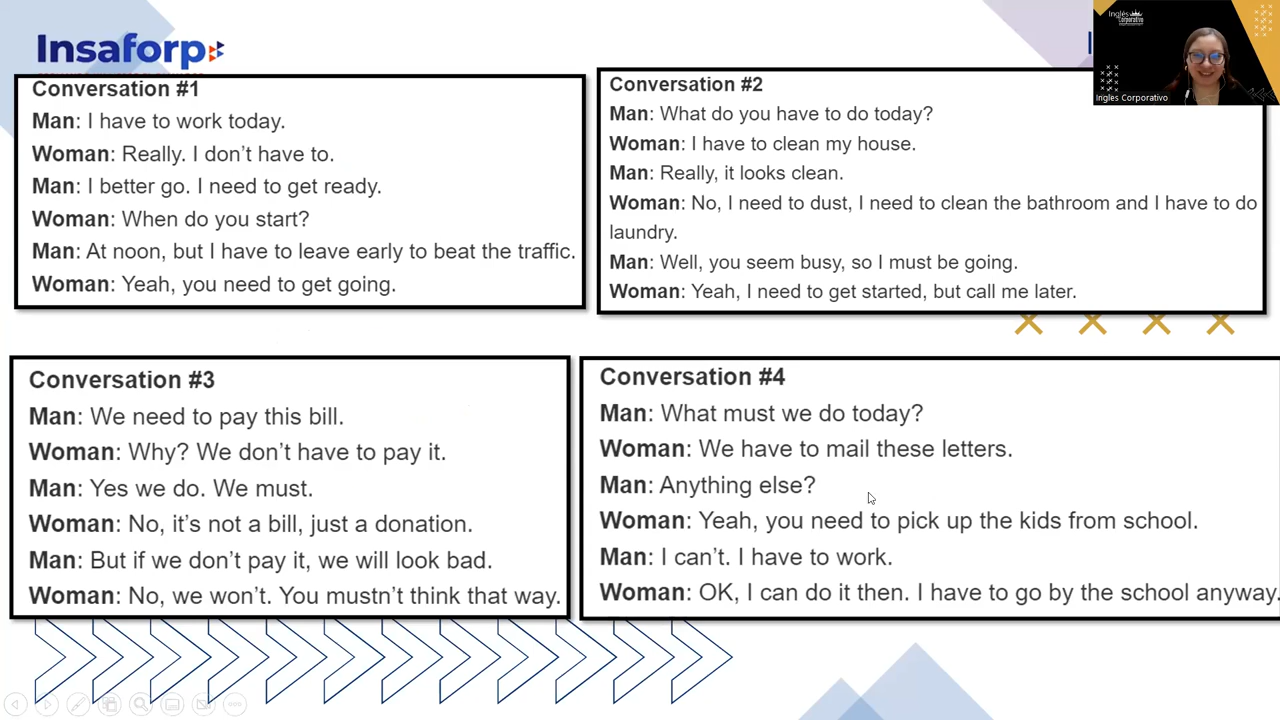 Insaforp
Conversation #1
Man: I have to work today.
Woman: Really. I don't have to.
Man: I better go. I need to get ready.
Woman: When do you start?
Man: At noon, but I have to leave early to beat the traffic.
Woman: Yeah, you need to get going.
Conversation #2
Man: What do you have to do today?
Woman: I have to clean my house.
Man: Really, it looks clean.
Woman: No, I need to dust, I need to clean the bathroom and I have to do
laundry.
Man: Well, you seem busy, so I must be going.
Woman: Yeah, I need to get started, but call me later.
Inglés
Corporativo
Ingles Corporativo
Conversation #3
Man: We need to pay this bill.
Woman: Why? We don't have to pay it.
Man: Yes we do. We must.
Woman: No, it's not a bill, just a donation.
Man: But if we don't pay it, we will look bad.
Woman: No, we won't. You mustn't think that way.
Conversation #4
Man: What must we do today?
Woman: We have to mail these letters.
Man: Anything else?
Woman: Yeah, you need to pick up the kids from school.
Man: I can't. I have to work.
Woman: OK, I can do it then. I have to go by the school anyway.